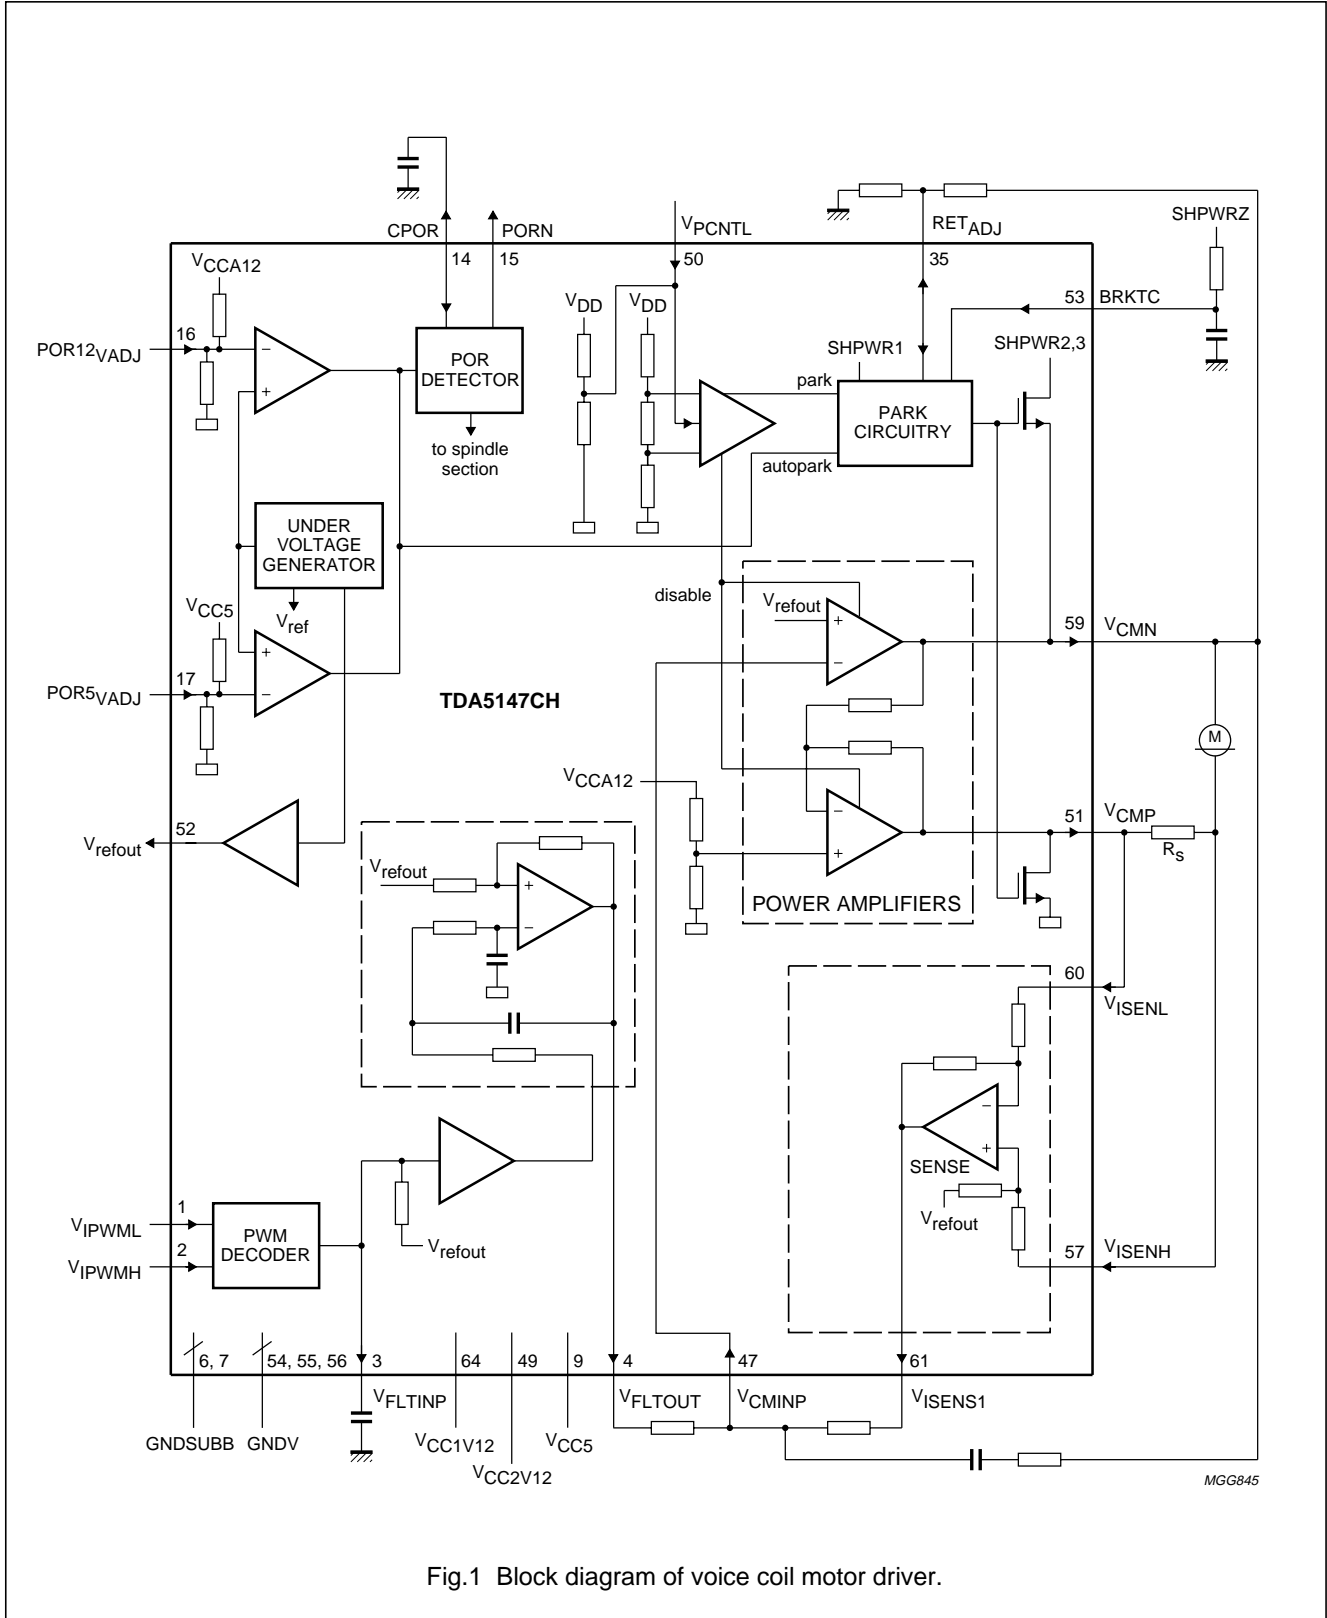 CPOR
PORN
VPCNTL
RETADJ
SHPWRZ
14
15
50
35
VCCA12
53
BRKTC
VDD
VDD
16
POR12VADJ
SHPWR1
SHPWR2,3
−
+
POR
DETECTOR
park
PARK
CIRCUITRY
to spindle
section
autopark
UNDER
VOLTAGE
GENERATOR
disable
Vrefout
+
−
VCC5
Vref
59
VCMN
17
POR5VADJ
+
−
TDA5147CH
M
VCCA12
−
+
51
VCMP
RS
52
Vrefout
Vrefout
+
−
POWER AMPLIFIERS
60
VISENL
−
+
SENSE
Vrefout
1
VIPWML
2
VIPWMH
PWM
DECODER
Vrefout
57
VISENH
6, 7
54, 55, 56
3
64
49
9
4
47
61
VFLTINP
VFLTOUT
VCMINP
VISENS1
GNDSUBB
GNDV
VCC1V12
VCC5
VCC2V12
MGG845
Fig.1 Block diagram of voice coil motor driver.